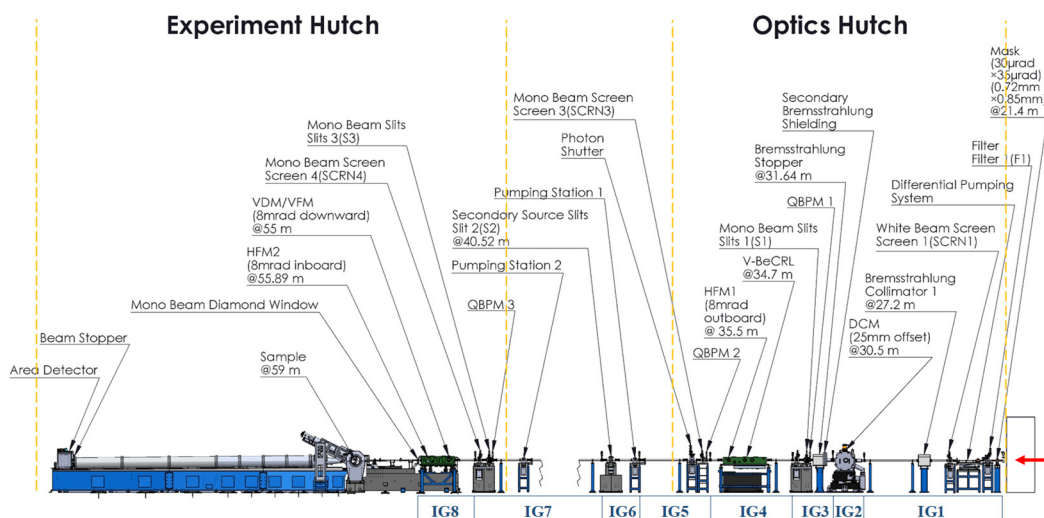 Experiment Hutch
Optics Hutch
Mask
(30µrad
×35µrad)
(0.72mm
×0.85mm)
@21.4 m
Mono Beam Screen
Screen 3(SCRN3)
Secondary
Bremsstrahlung
Shielding
Mono Beam Slits
Slits 3(S3)
Photon
Shutter
Bremsstrahlung
Stopper
@31.64 m
Filter
Filter 1(F1)
Mono Beam Screen
Screen 4(SCRN4)
Pumping Station 1
QBPM 1
Differential Pumping
System
VDM/VFM
(8mrad downward)
@55 m
Secondary Source Slits
Slit 2(S2)
@40.52 m
Mono Beam Slits
Slits 1(S1)
White Beam Screen
Screen 1(SCRN1)
HFM2
(8mrad inboard)
@55.89 m
Pumping Station 2
V-BeCRL
@34.7 m
Bremsstrahlung
Collimator 1
@27.2 m
Mono Beam Diamond Window
QBPM 3
HFM1
(8mrad
outboard)
@ 35.5 m
DCM
(25mm offset)
@30.5 m
Beam Stopper
QBPM 2
Area Detector
Sample
@59 m
IG8
IG7
IG6
IG5
IG4
IG3
IG2
IG1